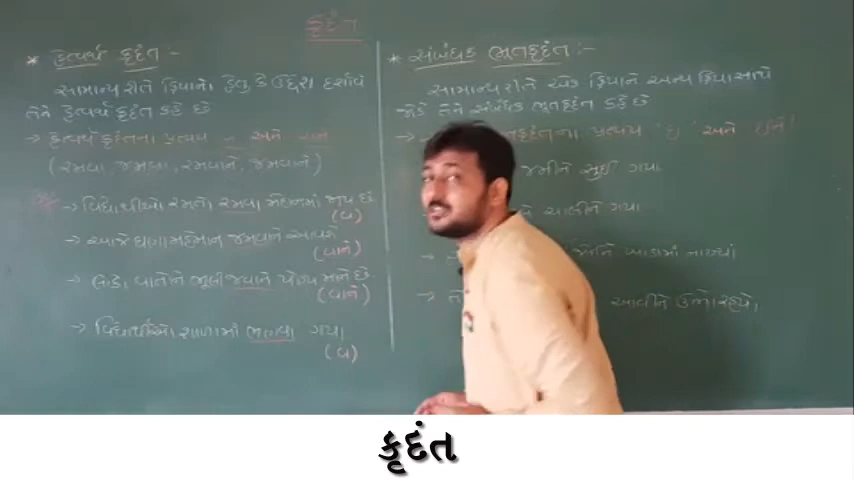 કૃદંત
* હેત્વર્થ કૃદંત :-
સામાન્ય રીતે ક્રિયાનો હેતુ કે ઉદ્દેશ દર્શાવે
તેને હેત્વર્થ કૃદંત કહે છે
→ હેત્વર્થ કૃદંતના પ્રત્યય અને
(રમવા, જમવા, રમવાને, જમવાને)
→ વિદ્યાર્થીઓ રમતો રમવા મેદાનમાં જાય છે
(વા)
→ આજે ઘણા મહેમાન જમવાને આવશે
(વાને)
→ વાતોને ભૂલી જવાને યોગ્ય માને છે.
(વાને)
→ વિદ્યાર્થીઓ શાળામાં ભણવા ગયા
(વા)
* સંબંધક ભૂતકૃદંત :-
સામાન્ય રીતે એક ક્રિયાને અન્ય ક્રિયા સાથે
જોડે તેને સંબંધક ભૂતકૃદંત કહે છે
→ ભૂતકૃદંતના પ્રત્યય 'ઇ' અને ઈને'
જમીને સુઈ ગયા
ચાલીને ગયા
→ ખાડામાં નાખ્યાં
→ તે આવીને ઉભો રહ્યો.
કૃદંત